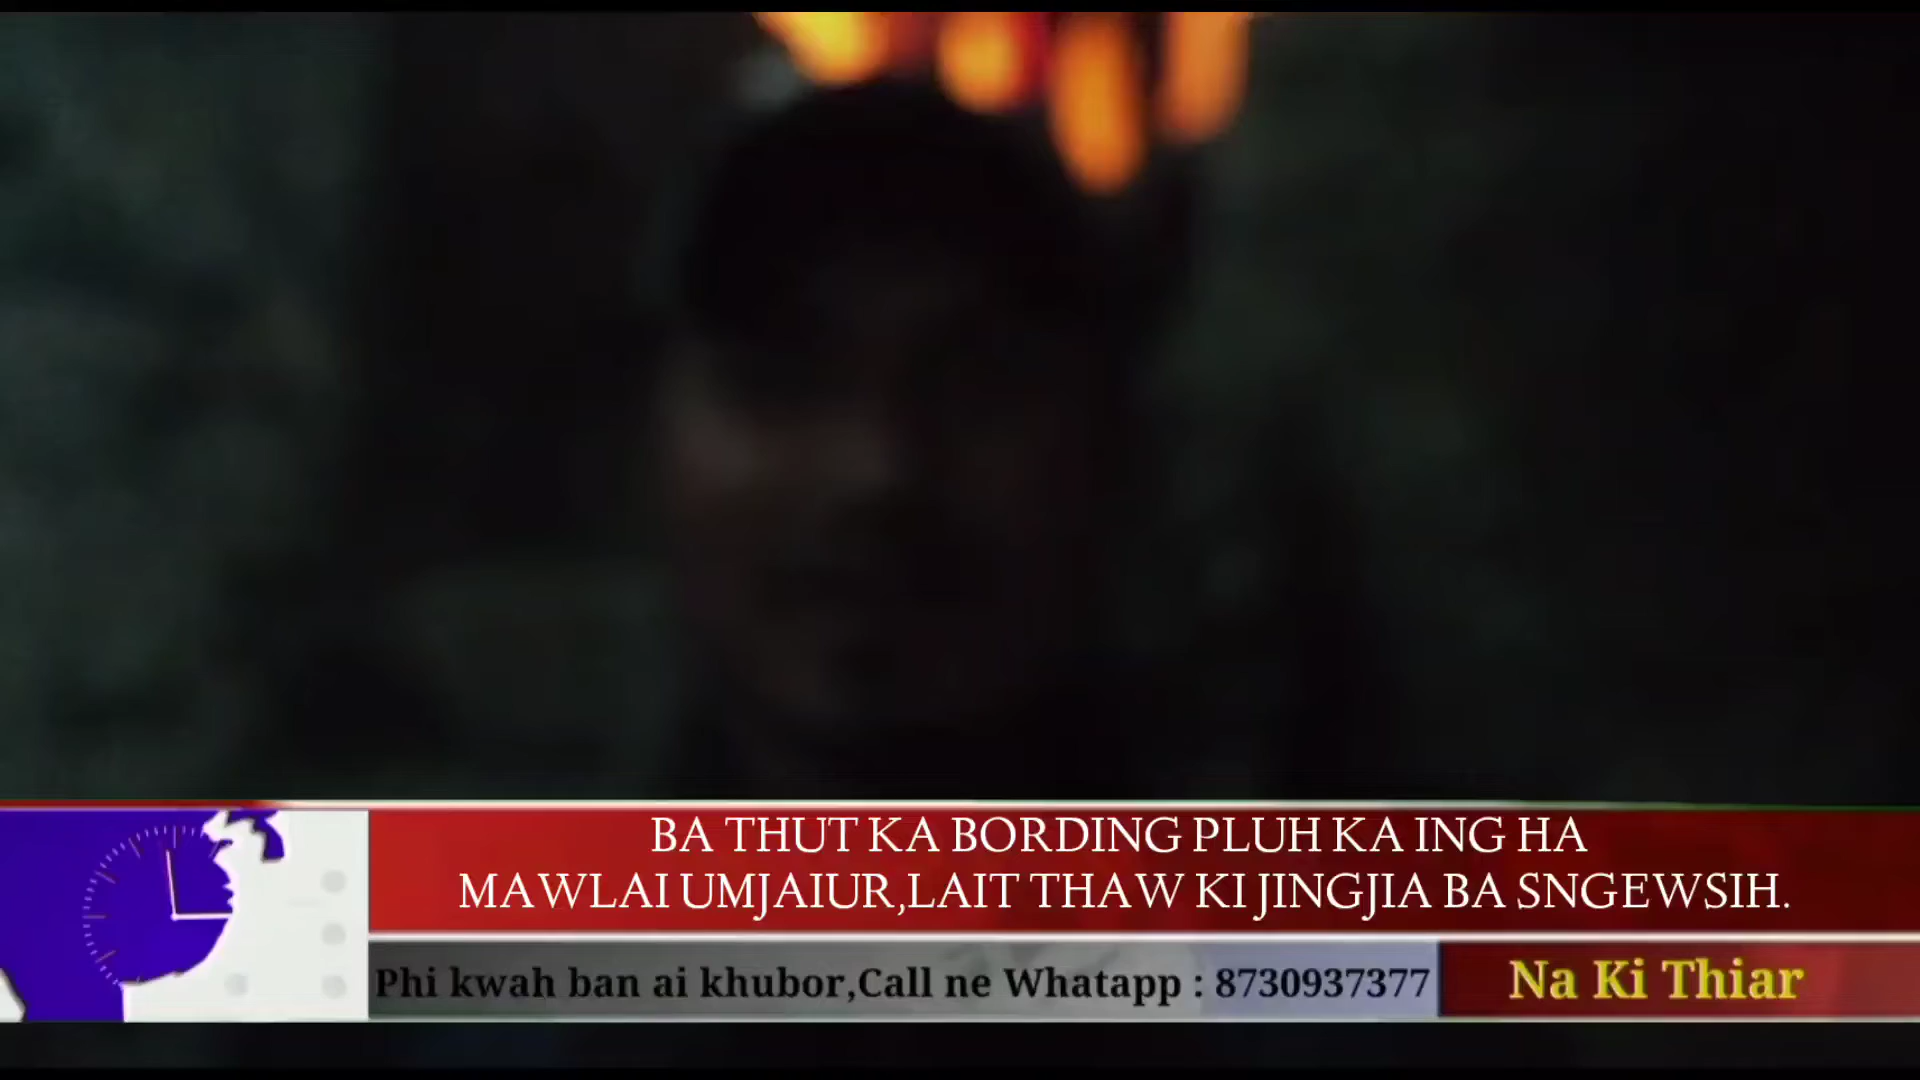 BA THUT KA BORDING PLUH KA ING HA
MAWLAI UMJAIUR,LAIT THAW KI JINGJIA BA SNGEWSIH.
Phi kwah ban ai khubor,Call ne Whatapp : 8730937377
Na Ki Thiar